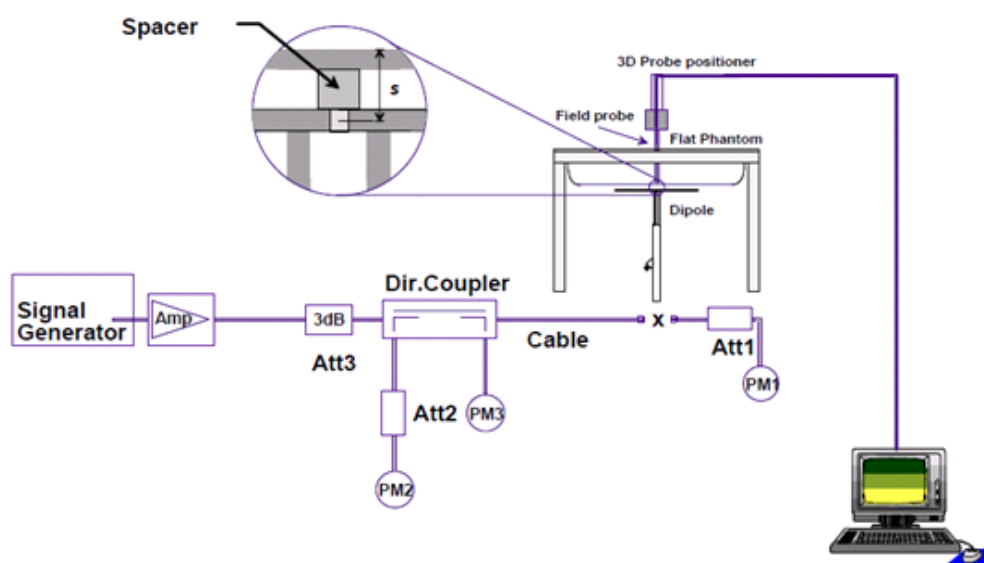 Spacer
s
3D Probe positioner
Field probe
Flat Phantom
Dipole
Dir.Coupler
Signal
Generator
Amp
3dB
Att3
Cable
x
Att1
PM1
Att2
PM3
PM2